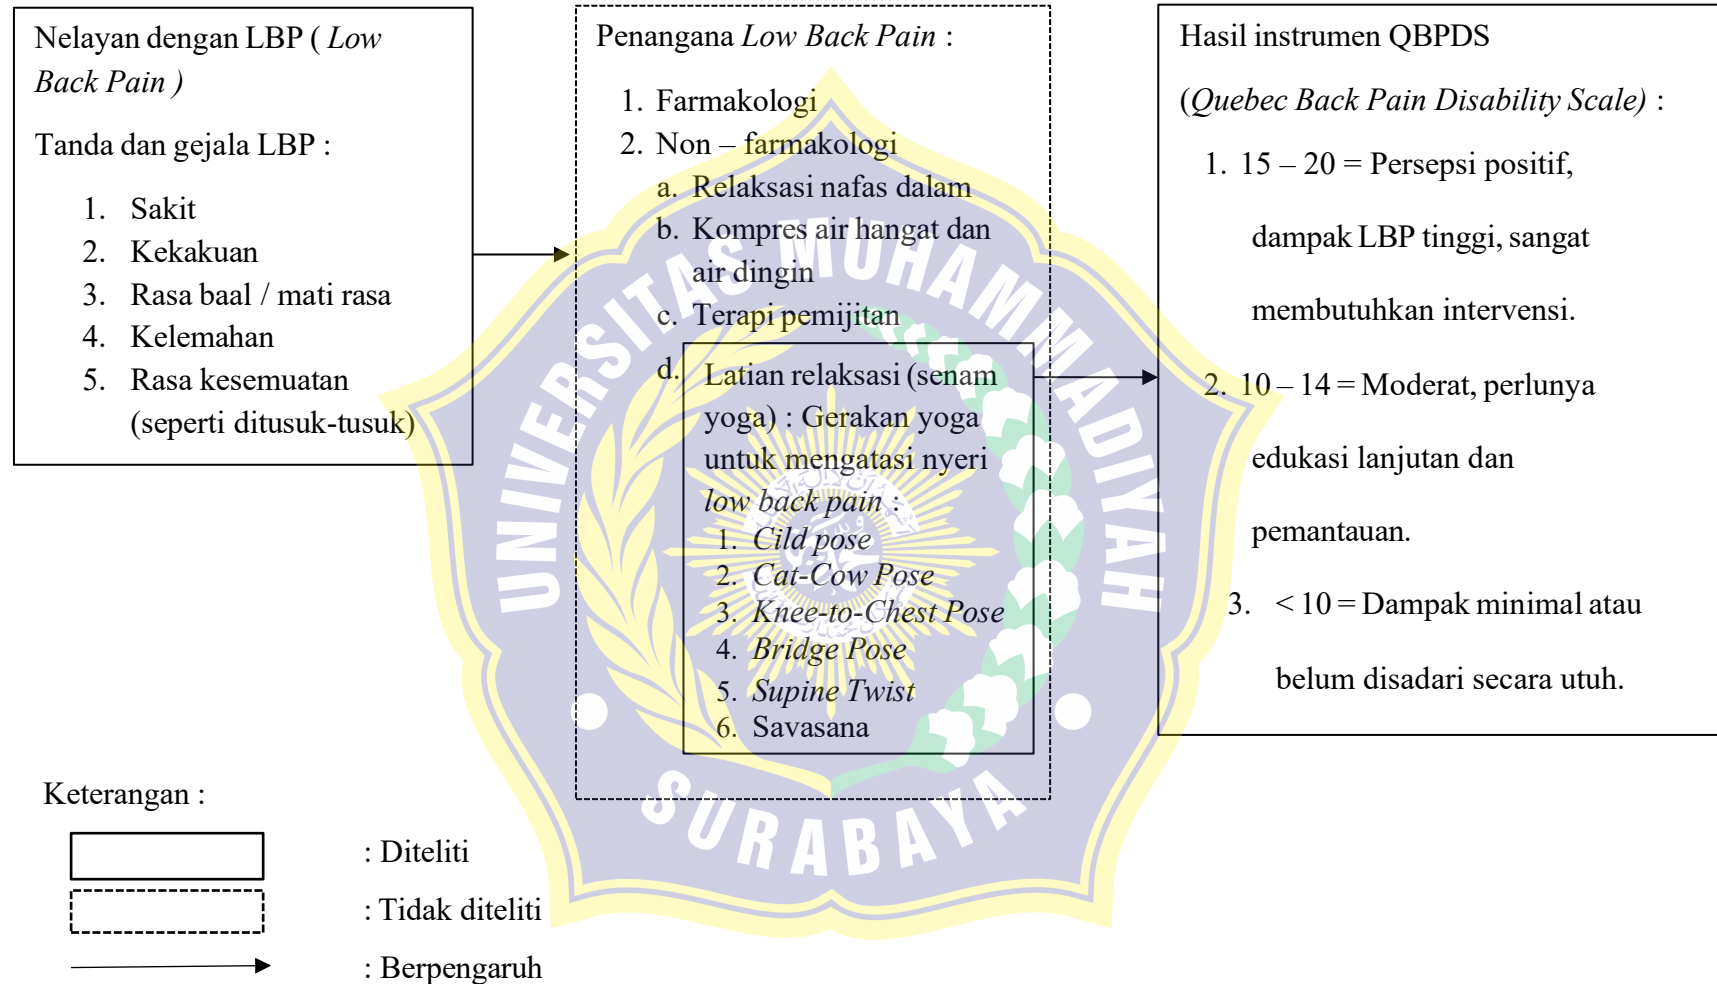 Nelayan dengan LBP ( Low
Back Pain )
Tanda dan gejala LBP :
1. Sakit
2. Kekakuan
3. Rasa baal / mati rasa
4. Kelemahan
5. Rasa kesemuatan
(seperti ditusuk-tusuk)
Penangana Low Back Pain :
1. Farmakologi
2. Non – farmakologi
a. Relaksasi nafas dalam
b. Kompres air hangat dan
air dingin
c. Terapi pemijitan
d. Latian relaksasi (senam
yoga) : Gerakan yoga
untuk mengatasi nyeri
low back pain :
1. Cild pose
2. Cat-Cow Pose
3. Knee-to-Chest Pose
4. Bridge Pose
5. Supine Twist
6. Savasana
Hasil instrumen QBPDS
(Quebec Back Pain Disability Scale) :
1. 15 – 20 = Persepsi positif,
dampak LBP tinggi, sangat
membutuhkan intervensi.
2. 10 – 14 = Moderat, perlunya
edukasi lanjutan dan
pemantauan.
3. < 10 = Dampak minimal atau
belum disadari secara utuh.
Keterangan :
: Diteliti
: Tidak diteliti
: Berpengaruh
UNIVERSITAS MUHAMMADIYAH
SURABAYA